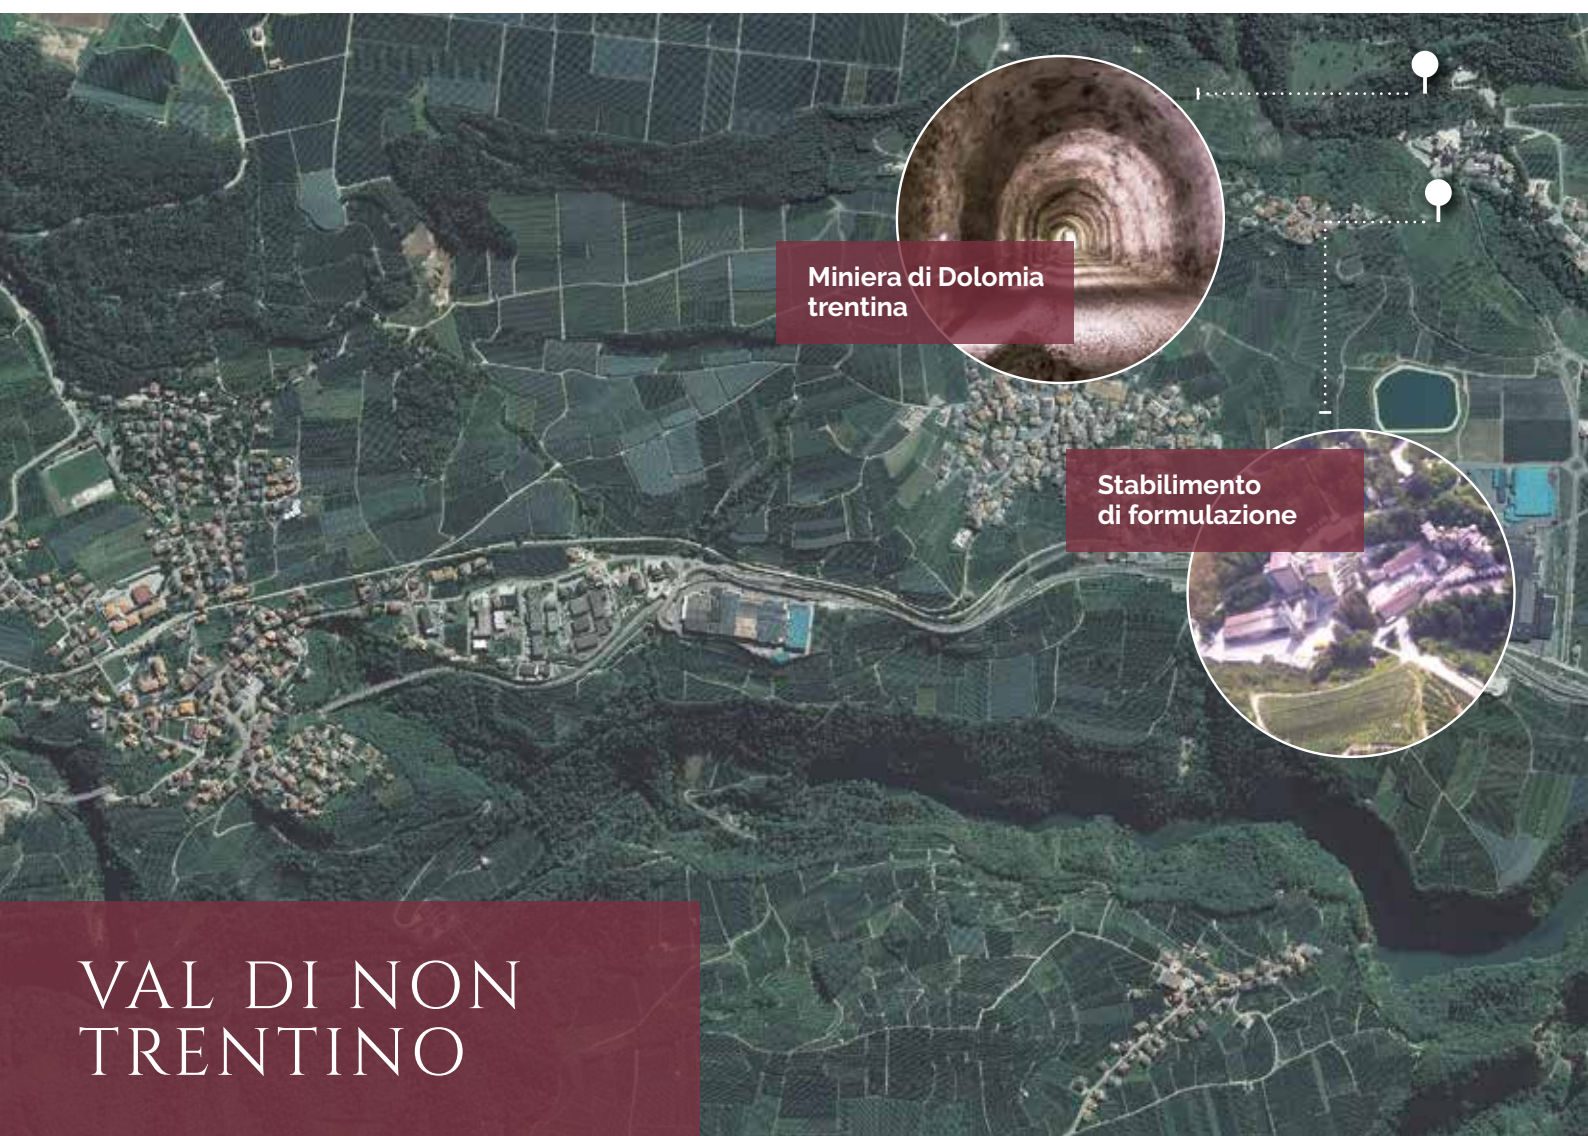 Miniera di Dolomia
trentina
Stabilimento
di formulazione
VAL DI NON
TRENTINO